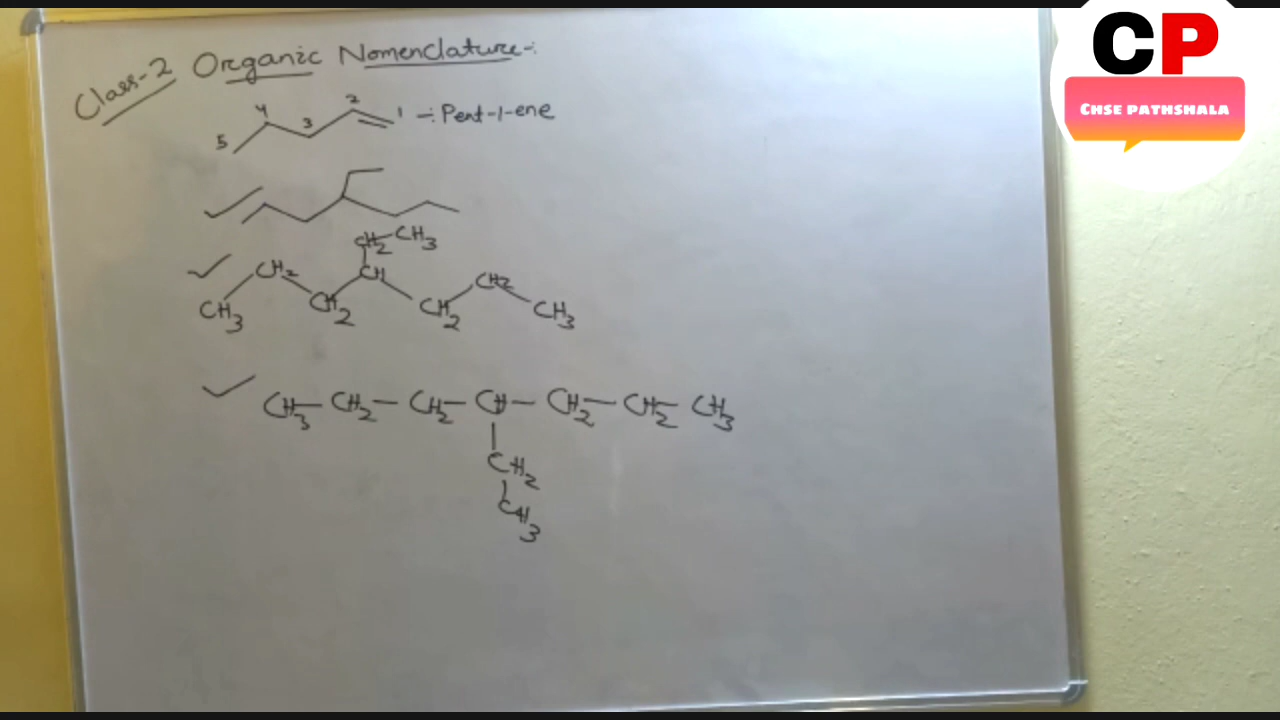 Class-2 Organic Nomenclature-:
5 4 3 2 1 -: Pent-1-ene
CH2-CH3
CH3 CH2 CH2 CH CH2 CH2 CH3
CH3-CH2-CH2-CH-CH2-CH2-CH3
CH2
CH3
CP
CHSE PATHSHALA